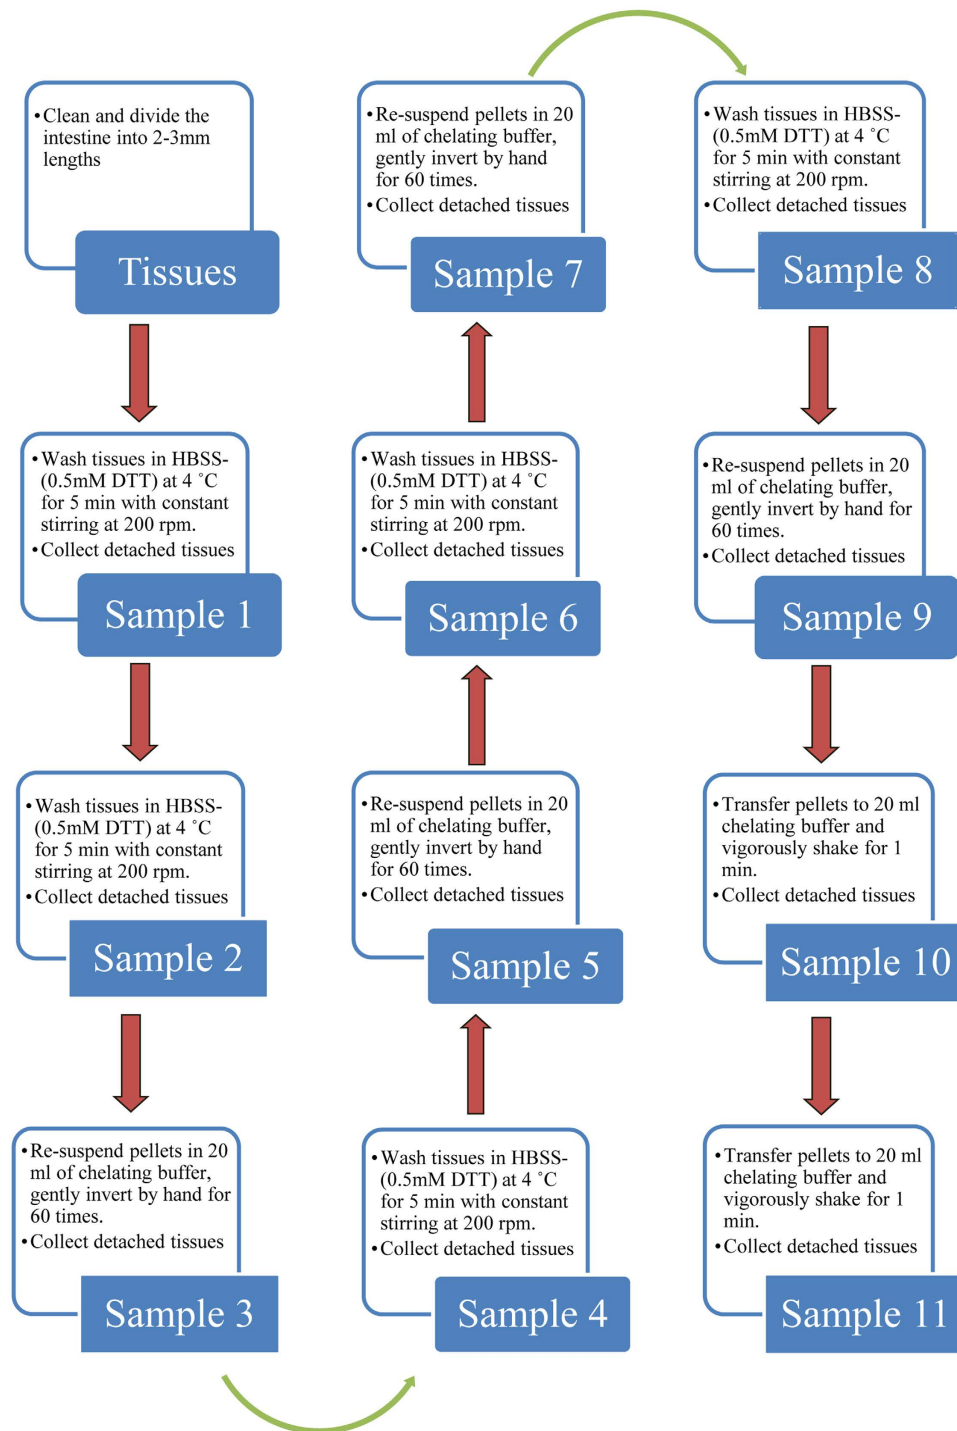 • Clean and divide the
intestine into 2-3mm
lengths
Tissues
• Wash tissues in HBSS-
(0.5mM DTT) at 4 ˚C
for 5 min with constant
stirring at 200 rpm.
• Collect detached tissues
Sample 1
• Wash tissues in HBSS-
(0.5mM DTT) at 4 ˚C
for 5 min with constant
stirring at 200 rpm.
• Collect detached tissues
Sample 2
• Re-suspend pellets in 20
ml of chelating buffer,
gently invert by hand for
60 times.
• Collect detached tissues
Sample 3
• Wash tissues in HBSS-
(0.5mM DTT) at 4 ˚C
for 5 min with constant
stirring at 200 rpm.
• Collect detached tissues
Sample 4
• Re-suspend pellets in 20
ml of chelating buffer,
gently invert by hand
for 60 times.
• Collect detached tissues
Sample 5
• Wash tissues in HBSS-
(0.5mM DTT) at 4 ˚C
for 5 min with constant
stirring at 200 rpm.
• Collect detached tissues
Sample 6
• Re-suspend pellets in 20
ml of chelating buffer,
gently invert by hand
for 60 times.
• Collect detached tissues
Sample 7
• Wash tissues in HBSS-
(0.5mM DTT) at 4 ˚C
for 5 min with constant
stirring at 200 rpm.
• Collect detached tissues
Sample 8
• Re-suspend pellets in 20
ml of chelating buffer,
gently invert by hand for
60 times.
• Collect detached tissues
Sample 9
• Transfer pellets to 20 ml
chelating buffer and
vigorously shake for 1
min.
• Collect detached tissues
Sample 10
• Transfer pellets to 20 ml
chelating buffer and
vigorously shake for 1
min.
• Collect detached tissues
Sample 11